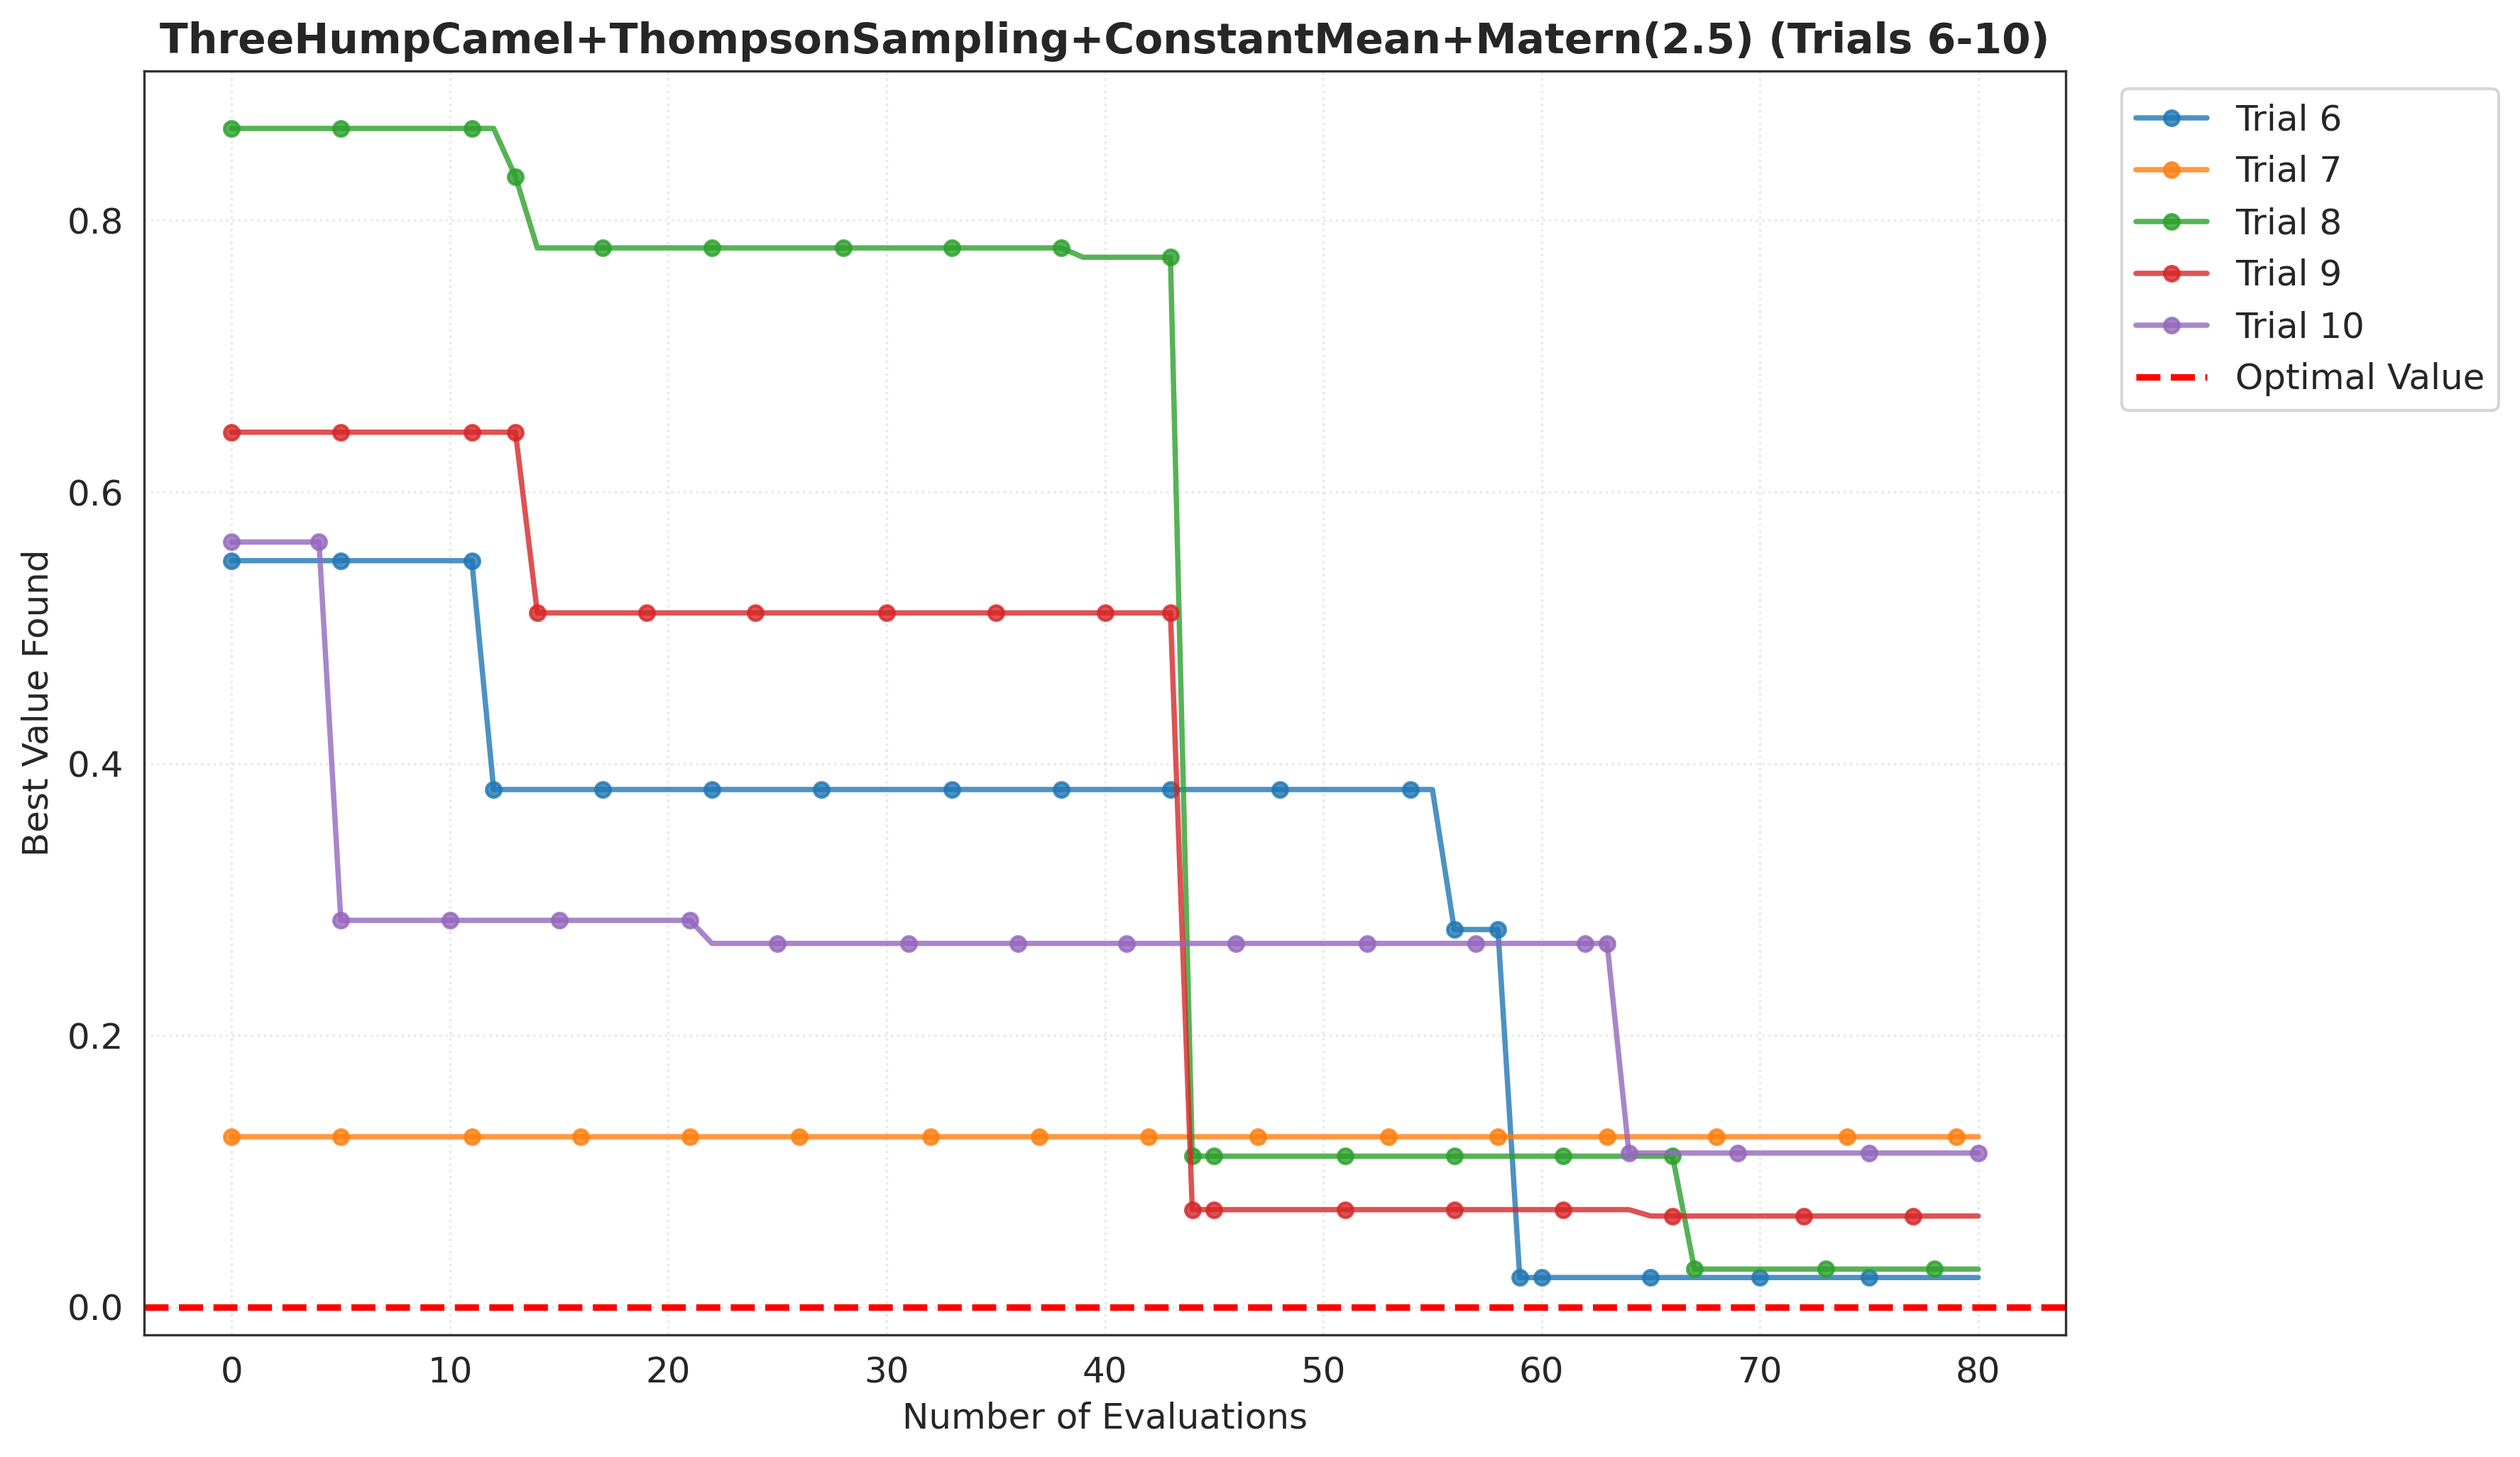 ThreeHumpCamel+ThompsonSampling+ConstantMean+Matern(2.5) (Trials 6-10)
Trial 6
Trial 7
Trial 8
Trial 9
Trial 10
Optimal Value
Best Value Found
0.8
0.6
0.4
0.2
0.0
0 10 20 30 40 50 60 70 80
Number of Evaluations